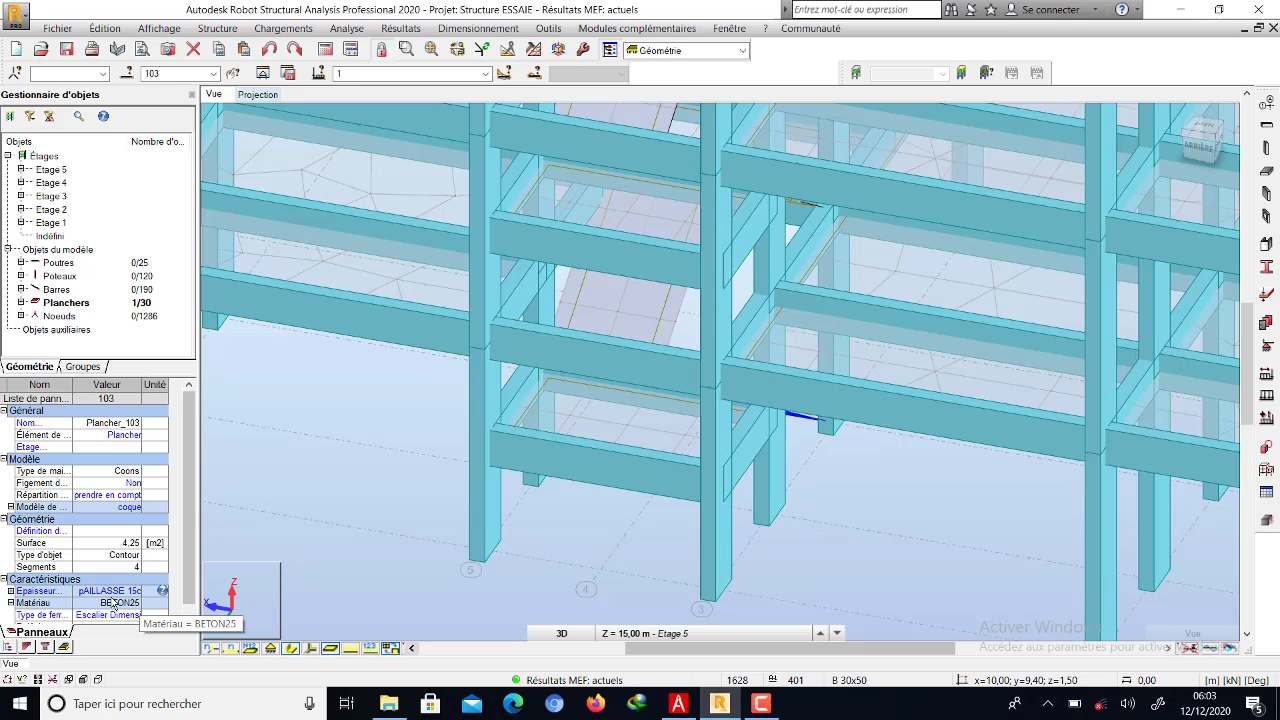 Autodesk Robot Structural Analysis Professional 2020 - Projet: Structure ESSAIE - Résultats MEF: actuels
Entrez mot-clé ou expression
Se connecter
PRO
Fichier Édition Affichage Structure Chargements Analyse Résultats Dimensionnement Outils Modules complémentaires Fenêtre ? Communauté
Géométrie
103
1
Gestionnaire d'objets
Vue Projection
Objets Nombre d'o...
Étages
Etage 5
Etage 4
Etage 3
Etage 2
Etage 1
Indéfini
Objets du modèle
Poutres 0/25
Poteaux 0/120
Barres 0/190
Planchers 1/30
Noeuds 0/1286
Objets auxiliaires
Géométrie Groupes
Nom Valeur Unité
Liste de pann... 103
Général
Nom... Plancher_103
Élément de ... Plancher
Etage...
Modèle
Type de mai... Coons
Figement d... Non
Répartition ... prendre en compt
Modèle de ... coque
Géométrie
Définition d...
Surface 4,25 [m2]
Type d'objet Contour
Segments 4
Caractéristiques
Epaisseur... pAILLASSE 15c
Matériau BETON25
Type de fer... Escalier Dimens
Matériau = BETON25
Panneaux
ARRIÈRE
5
4
3
Z
X
3D Z = 15,00 m - Etage 5
Vue
Activer Windows
Accédez aux paramètres pour activer Windows
Vue
Résultats MEF: actuels 1628 401 B 30x50 x=10,00; y=9,40; z=1,50 0,00 [m] [kN] [Deg]
Taper ici pour rechercher
06:03
12/12/2020